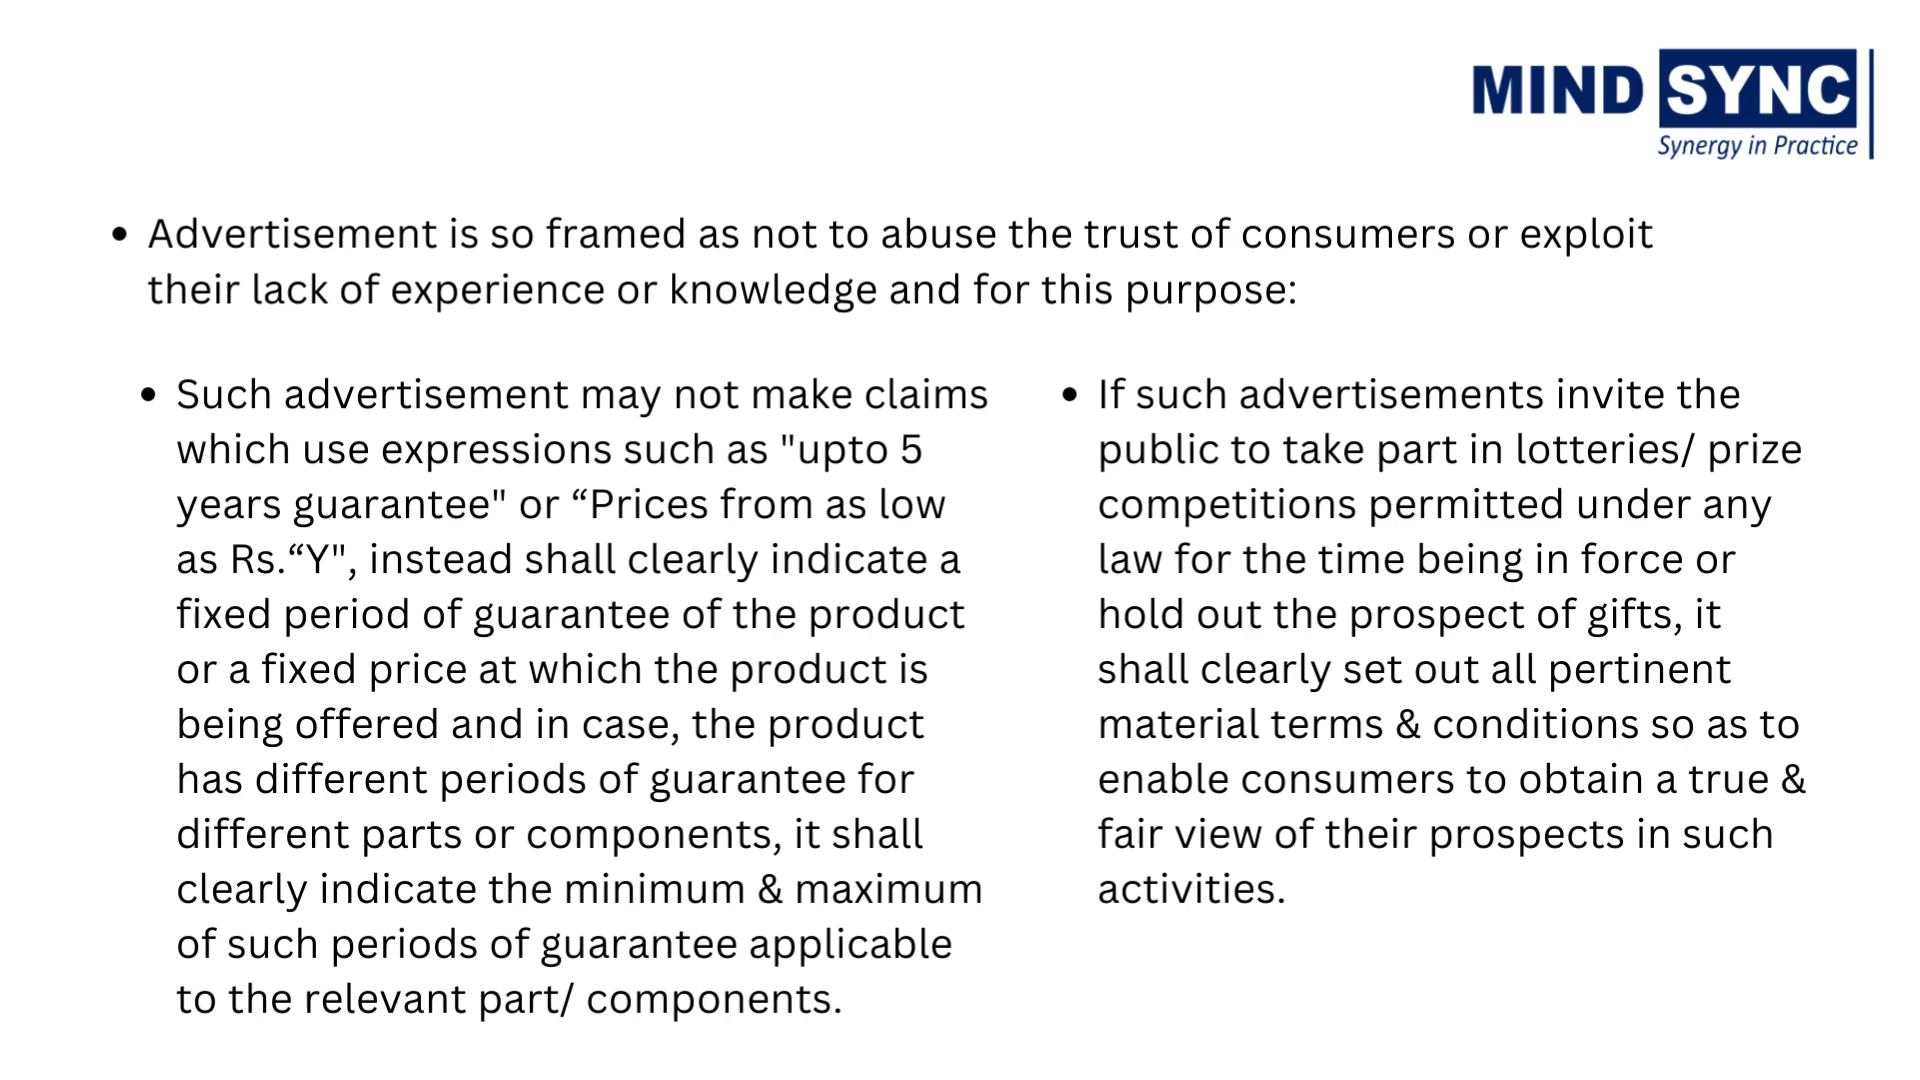 MIND SYNC
Synergy in Practice
• Advertisement is so framed as not to abuse the trust of consumers or exploit
their lack of experience or knowledge and for this purpose:
• Such advertisement may not make claims
which use expressions such as "upto 5
years guarantee" or “Prices from as low
as Rs.“Y", instead shall clearly indicate a
fixed period of guarantee of the product
or a fixed price at which the product is
being offered and in case, the product
has different periods of guarantee for
different parts or components, it shall
clearly indicate the minimum & maximum
of such periods of guarantee applicable
to the relevant part/ components.
• If such advertisements invite the
public to take part in lotteries/ prize
competitions permitted under any
law for the time being in force or
hold out the prospect of gifts, it
shall clearly set out all pertinent
material terms & conditions so as to
enable consumers to obtain a true &
fair view of their prospects in such
activities.